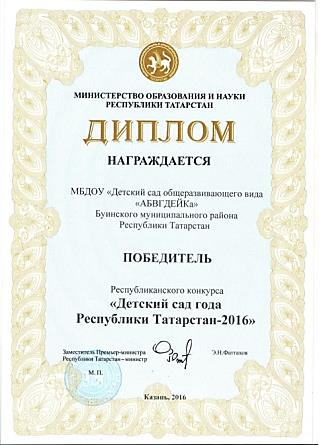 МИНИСТЕРСТВО ОБРАЗОВАНИЯ И НАУКИ
РЕСПУБЛИКИ ТАТАРСТАН
ДИПЛОМ
НАГРАЖДАЕТСЯ
МБДОУ «Детский сад общеразвивающего вида
«АБВГДЕЙКа»
Буинского муниципального района
Республики Татарстан
ПОБЕДИТЕЛЬ
Республиканского конкурса
«Детский сад года
Республики Татарстан-2016»
Заместитель Премьер-министра
Республики Татарстан–министр
Э.Н.Фаттахов
М. П.
Казань, 2016